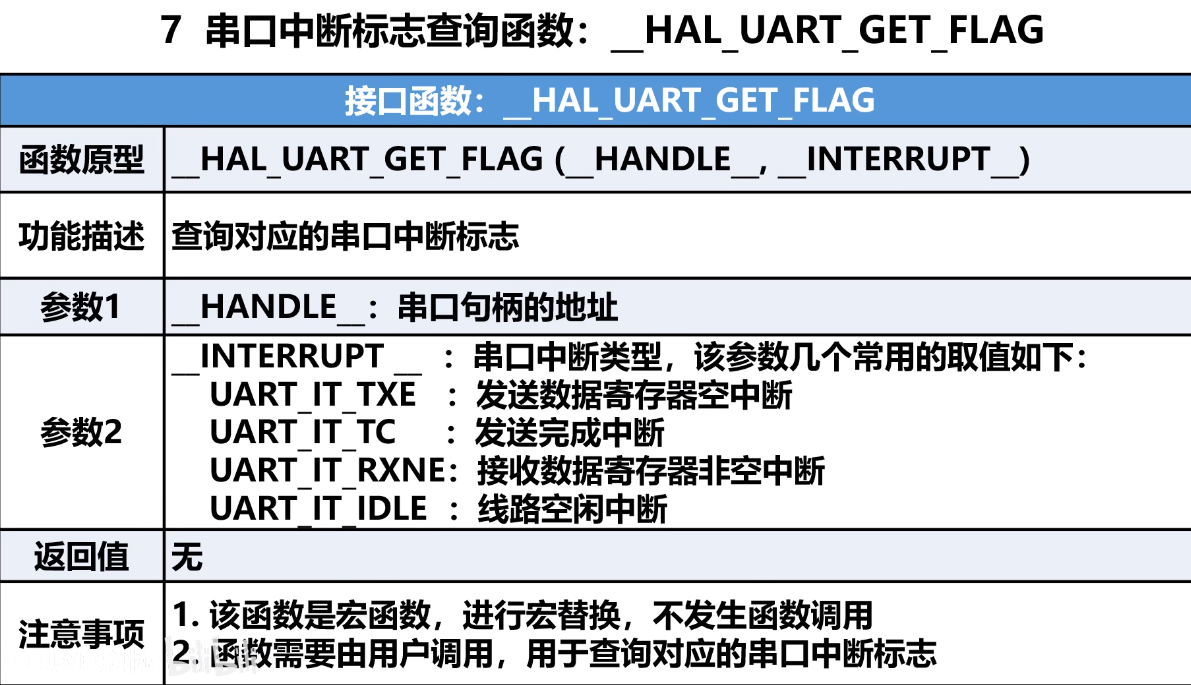 7 串口中断标志查询函数：__HAL_UART_GET_FLAG
接口函数：__HAL_UART_GET_FLAG
函数原型 __HAL_UART_GET_FLAG (__HANDLE__, __INTERRUPT__)
功能描述 查询对应的串口中断标志
参数1 __HANDLE__：串口句柄的地址
参数2
__INTERRUPT __ ：串口中断类型，该参数几个常用的取值如下：
UART_IT_TXE ：发送数据寄存器空中断
UART_IT_TC ：发送完成中断
UART_IT_RXNE：接收数据寄存器非空中断
UART_IT_IDLE ：线路空闲中断
返回值 无
注意事项
1. 该函数是宏函数，进行宏替换，不发生函数调用
2. 函数需要由用户调用，用于查询对应的串口中断标志